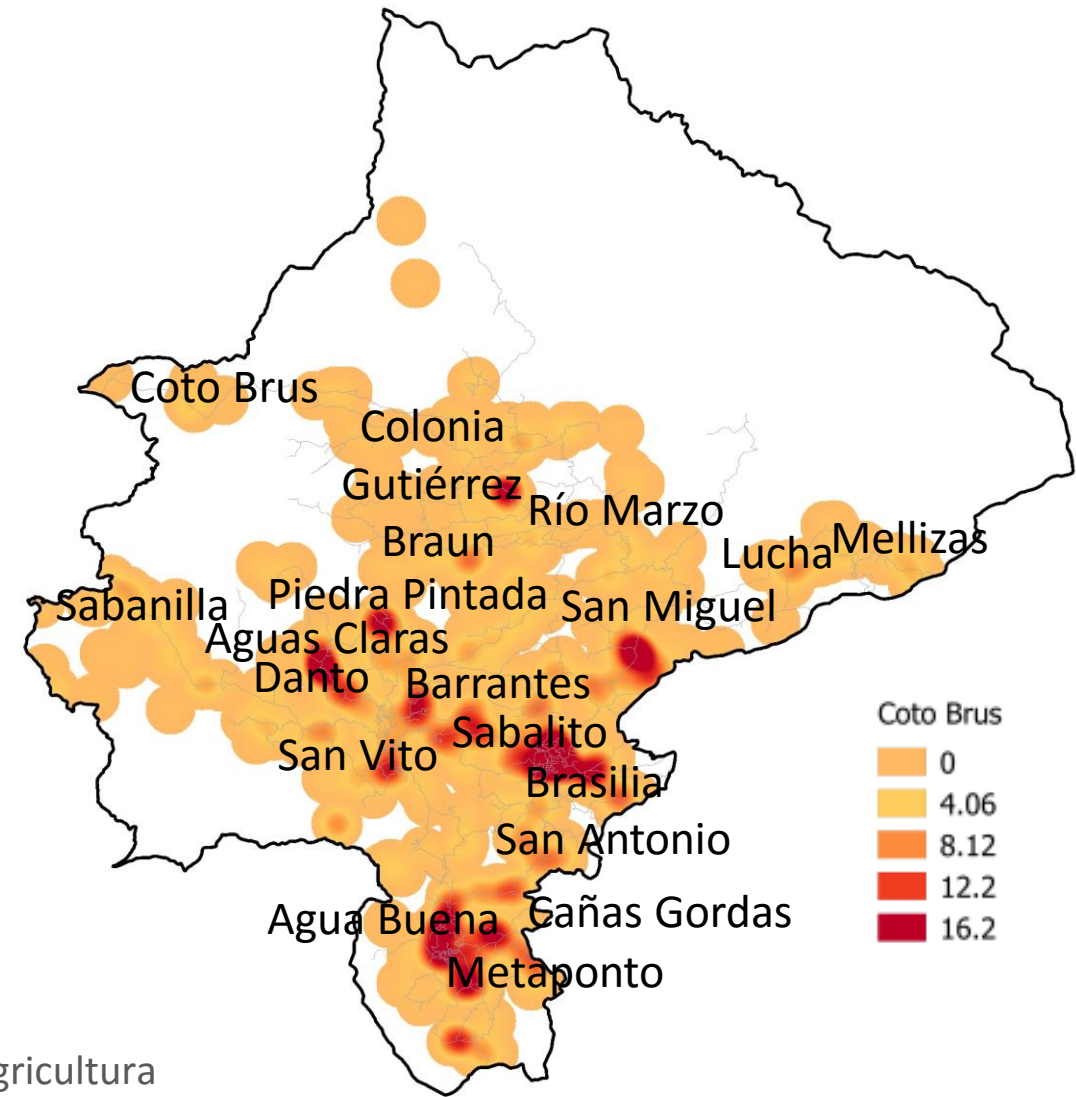 Coto Brus
Colonia
Gutiérrez
Río Marzo
Braun
Lucha
Mellizas
Piedra Pintada
San Miguel
Sabanilla
Aguas Claras
Danto
Barrantes
Sabalito
San Vito
Brasilia
San Antonio
Agua Buena
Cañas Gordas
Metaponto
Coto Brus
0
4.06
8.12
12.2
16.2
gricultura